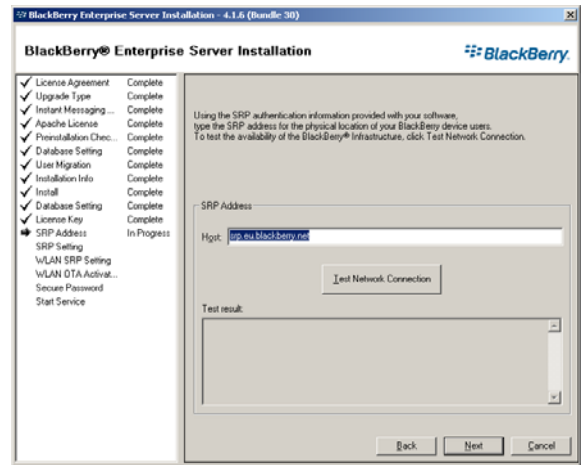 BlackBerry Enterprise Server Installation - 4.1.6 (Bundle 30)
BlackBerry® Enterprise Server Installation
BlackBerry.
License Agreement Complete
Upgrade Type Complete
Instant Messaging ... Complete
Apache License Complete
Preinstallation Chec... Complete
Database Setting Complete
User Migration Complete
Installation Info Complete
Install Complete
Database Setting Complete
License Key Complete
SRP Address In Progress
SRP Setting
WLAN SRP Setting
WLAN OTA Activat...
Secure Password
Start Service
Using the SRP authentication information provided with your software,
type the SRP address for the physical location of your BlackBerry device users.
To test the availability of the BlackBerry® Infrastructure, click Test Network Connection.
SRP Address
Host: srp.eu.blackberry.net
Test Network Connection
Test result:
Back Next Cancel